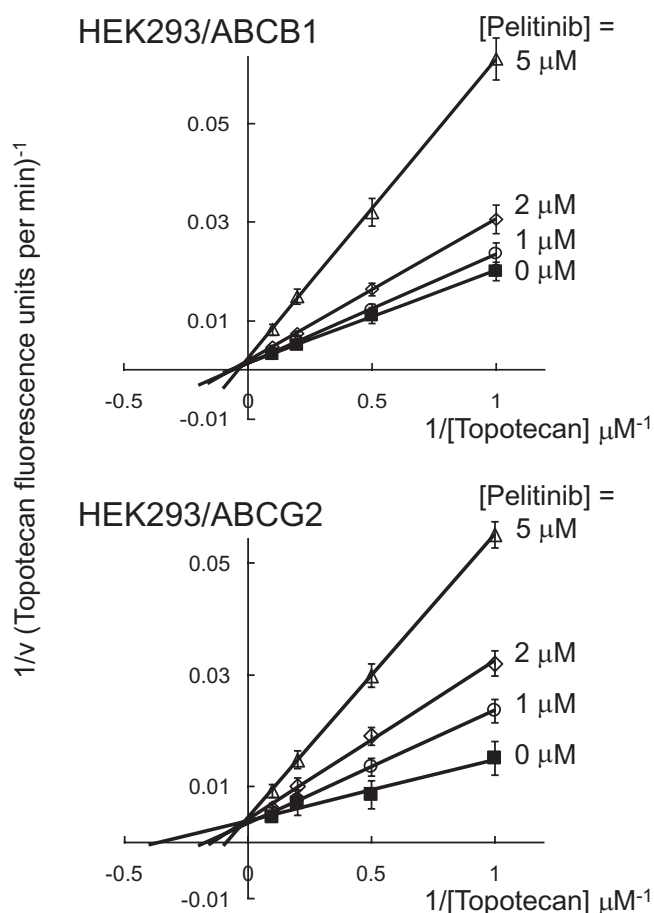 HEK293/ABCB1
[Pelitinib] =
5 μM
0.05
2 μM
0.03
1 μM
0 μM
0.01
-0.5
0
0.5
1
-0.01
1/[Topotecan] μM⁻¹
1/v (Topotecan fluorescence units per min)⁻¹
HEK293/ABCG2
[Pelitinib] =
5 μM
0.05
2 μM
0.03
1 μM
0 μM
0.01
-0.5
0
0.5
1
-0.01
1/[Topotecan] μM⁻¹